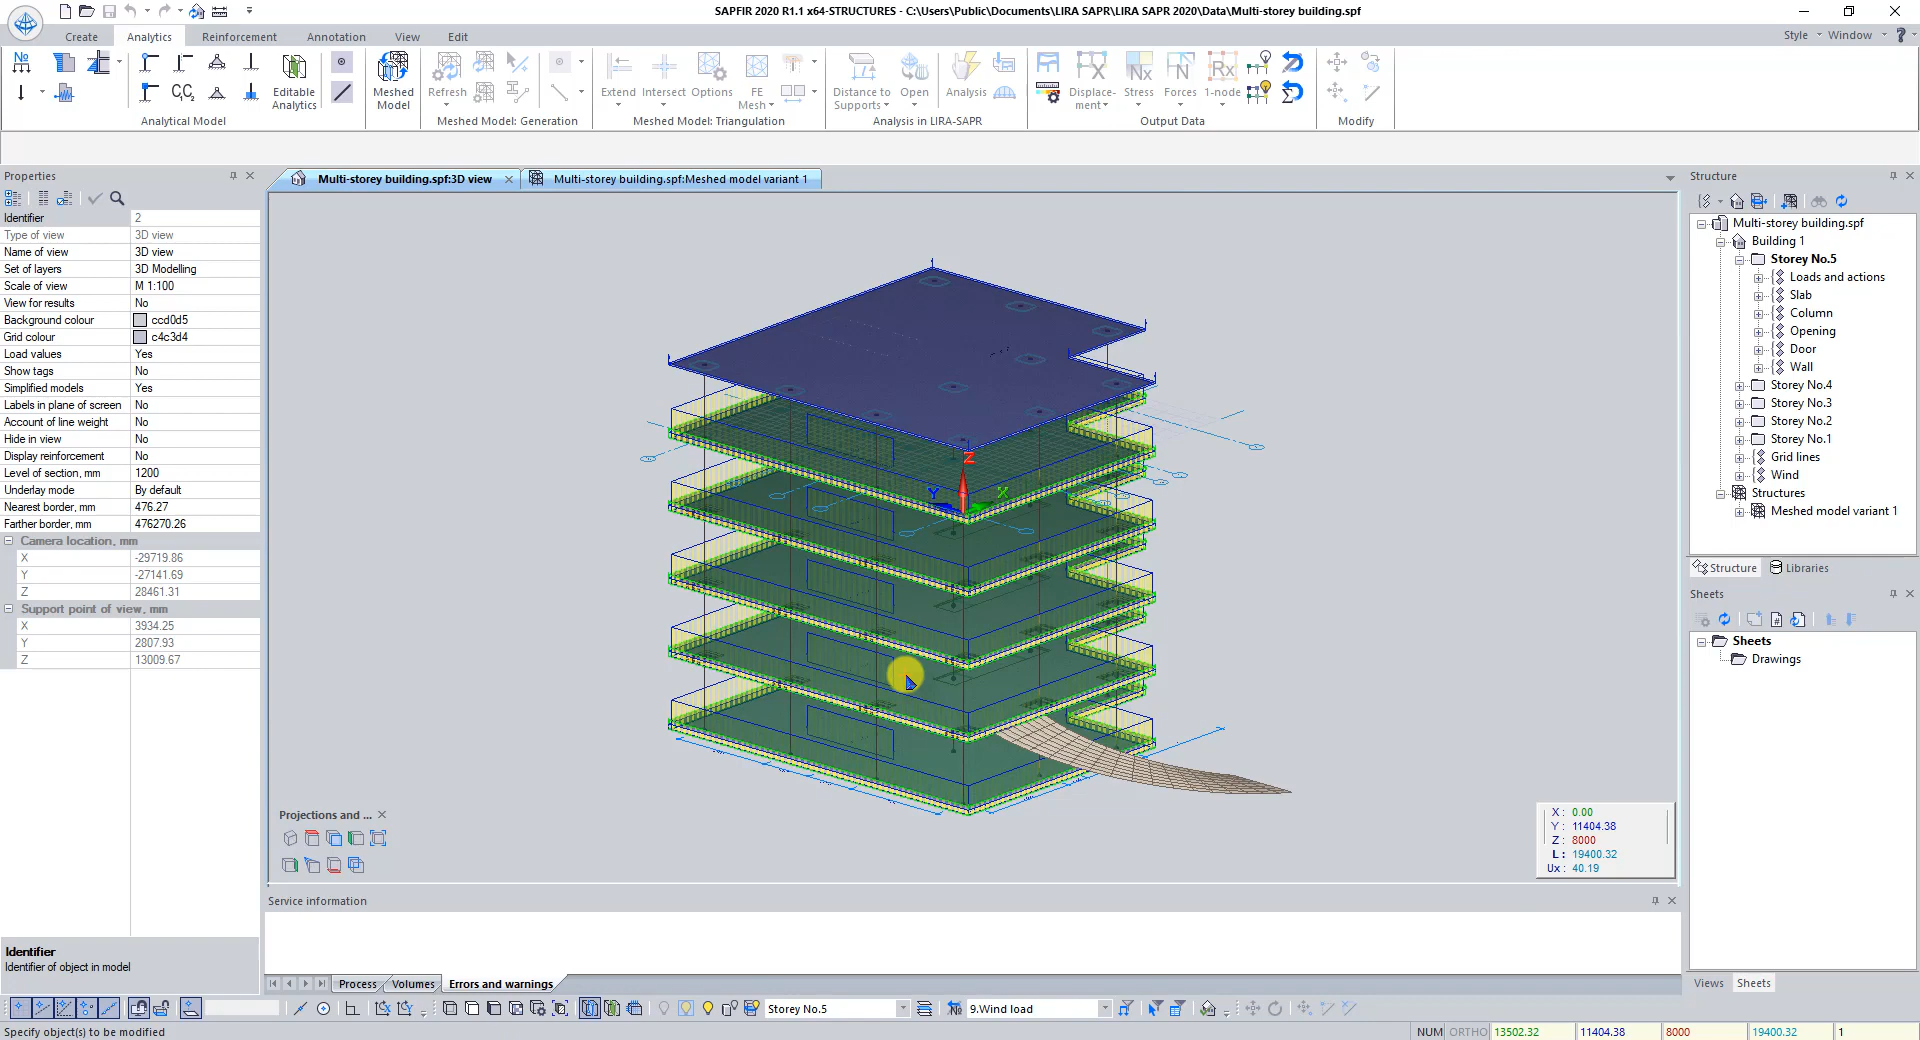 SAPFIR 2020 R1.1 x64-STRUCTURES - C:\Users\Public\Documents\LIRA SAPR\LIRA SAPR 2020\Data\Multi-storey building.spf
Create Analytics Reinforcement Annotation View Edit
Style Window ?
Editable Analytics
Analytical Model
Meshed Model
Refresh
Meshed Model: Generation
Extend Intersect Options FE Mesh
Meshed Model: Triangulation
Distance to Supports Open Analysis
Analysis in LIRA-SAPR
Displace-ment Stress Forces 1-node
Output Data
Modify
Properties
Multi-storey building.spf:3D view
Multi-storey building.spf:Meshed model variant 1
Identifier 2
Type of view 3D view
Name of view 3D view
Set of layers 3D Modelling
Scale of view M 1:100
View for results No
Background colour ccd0d5
Grid colour c4c3d4
Load values Yes
Show tags No
Simplified models Yes
Labels in plane of screen No
Account of line weight No
Hide in view No
Display reinforcement No
Level of section, mm 1200
Underlay mode By default
Nearest border, mm 476.27
Farther border, mm 476270.26
Camera location, mm
X -29719.86
Y -27141.69
Z 28461.31
Support point of view, mm
X 3934.25
Y 2807.93
Z 13009.67
Identifier
Identifier of object in model
Z
Y X
Projections and ...
X: 0.00
Y: 11404.38
Z: 8000
L: 19400.32
Ux: 40.19
Service information
Process Volumes Errors and warnings
Structure
Multi-storey building.spf
Building 1
Storey No.5
Loads and actions
Slab
Column
Opening
Door
Wall
Storey No.4
Storey No.3
Storey No.2
Storey No.1
Grid lines
Wind
Structures
Meshed model variant 1
Structure Libraries
Sheets
Sheets
Drawings
Views Sheets
Storey No.5
9.Wind load
Specify object(s) to be modified
NUM ORTHO 13502.32 11404.38 8000 19400.32 1